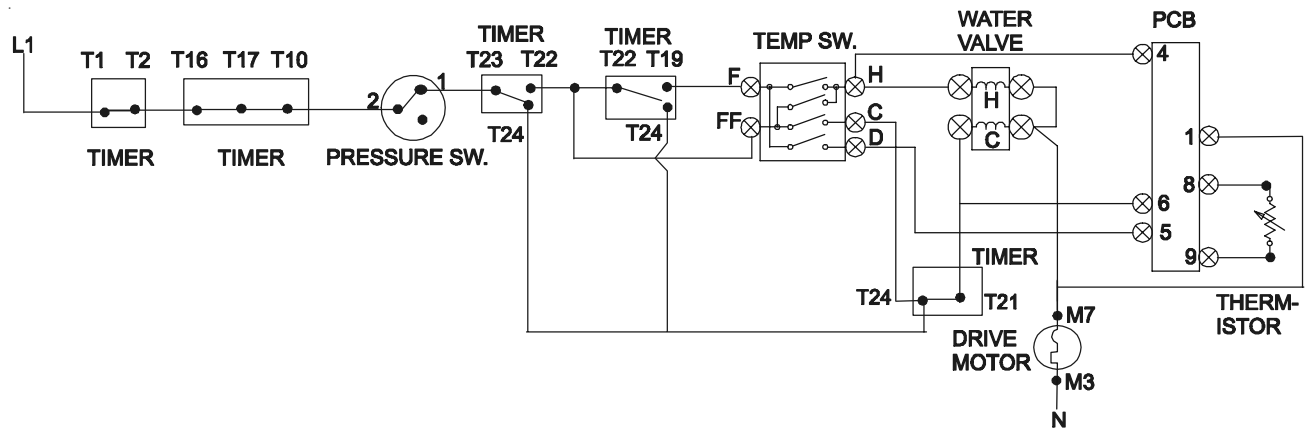 L1
T1 T2
TIMER
T16 T17 T10
TIMER
2
1
PRESSURE SW.
TIMER
T23 T22
T24
TIMER
T22 T19
T24
TEMP SW.
F
FF
H
C
D
WATER
VALVE
H
C
PCB
4
1
8
6
5
9
THERM-
ISTOR
TIMER
T24
T21
DRIVE
MOTOR
M7
M3
N